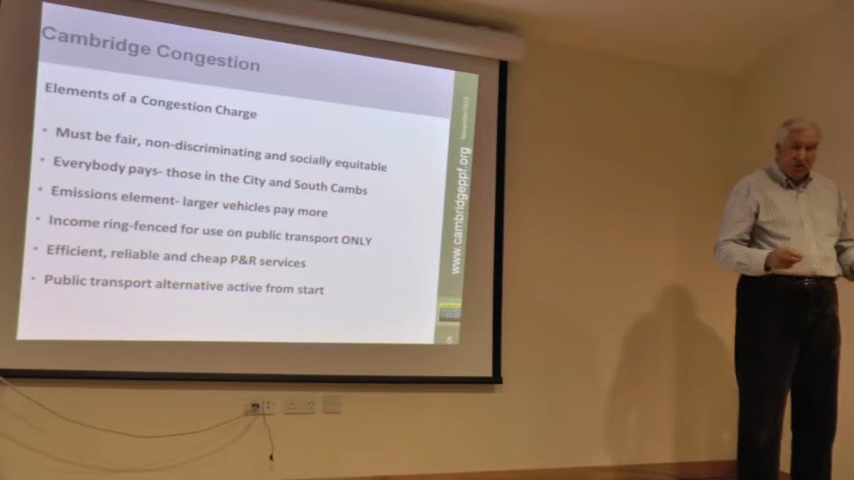 Cambridge Congestion
Elements of a Congestion Charge
• Must be fair, non-discriminating and socially equitable
• Everybody pays- those in the City and South Cambs
• Emissions element- larger vehicles pay more
• Income ring-fenced for use on public transport ONLY
• Efficient, reliable and cheap P&R services
• Public transport alternative active from start
www.cambridgeppf.org
November